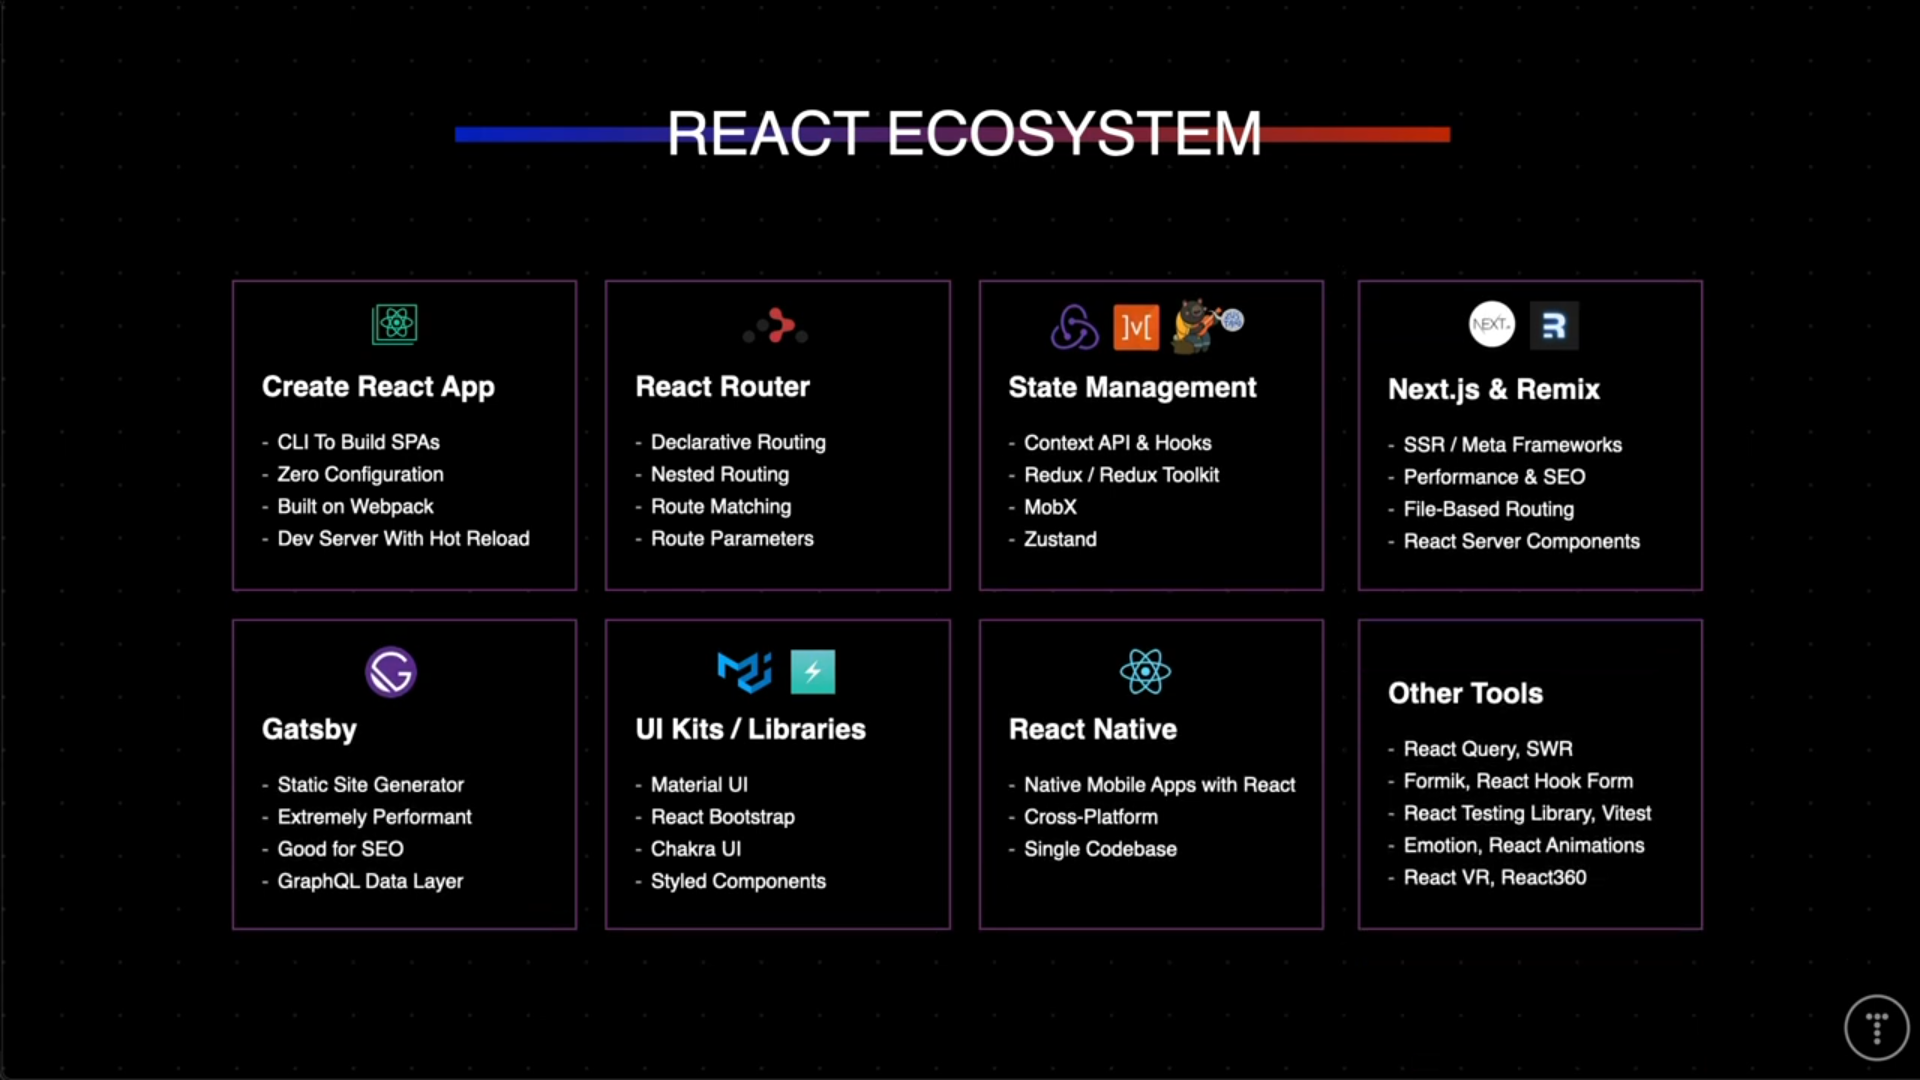 REACT ECOSYSTEM
Create React App
- CLI To Build SPAs
- Zero Configuration
- Built on Webpack
- Dev Server With Hot Reload
React Router
- Declarative Routing
- Nested Routing
- Route Matching
- Route Parameters
]v[
State Management
- Context API & Hooks
- Redux / Redux Toolkit
- MobX
- Zustand
NEXT.
R
Next.js & Remix
- SSR / Meta Frameworks
- Performance & SEO
- File-Based Routing
- React Server Components
G
Gatsby
- Static Site Generator
- Extremely Performant
- Good for SEO
- GraphQL Data Layer
UI Kits / Libraries
- Material UI
- React Bootstrap
- Chakra UI
- Styled Components
React Native
- Native Mobile Apps with React
- Cross-Platform
- Single Codebase
Other Tools
- React Query, SWR
- Formik, React Hook Form
- React Testing Library, Vitest
- Emotion, React Animations
- React VR, React360
T